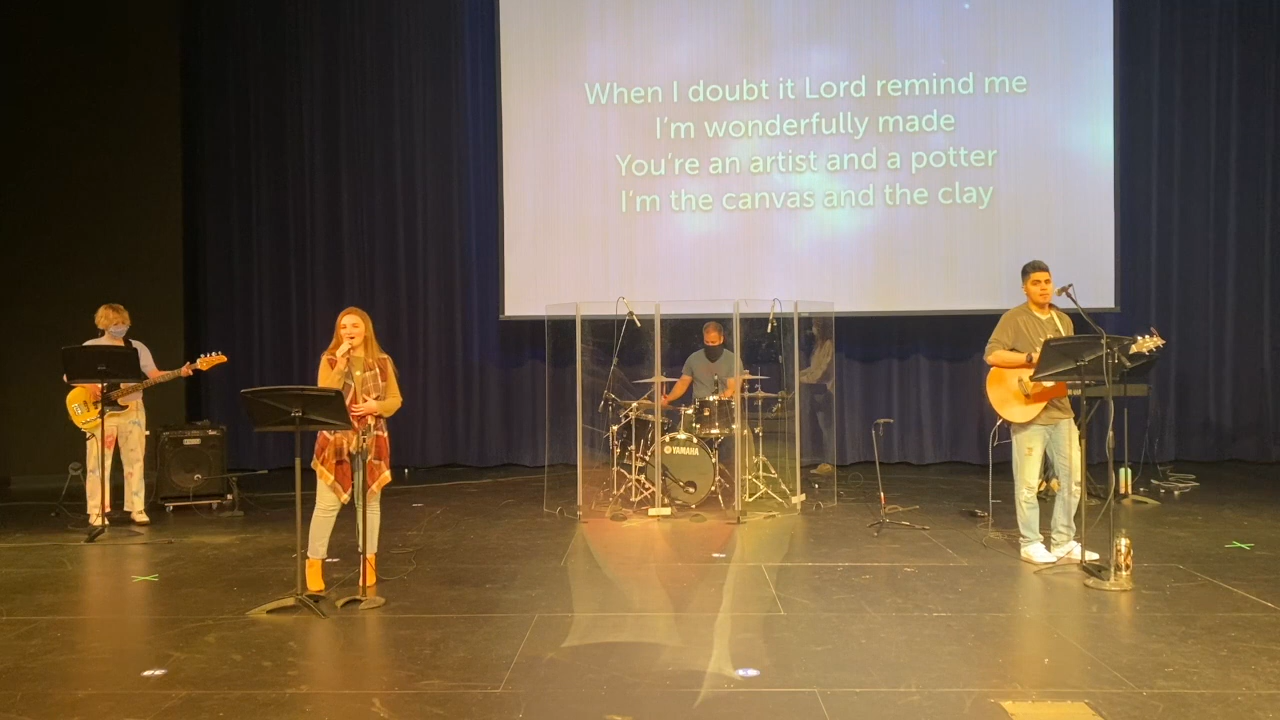 When I doubt it Lord remind me
I'm wonderfully made
You're an artist and a potter
I'm the canvas and the clay
YAMAHA